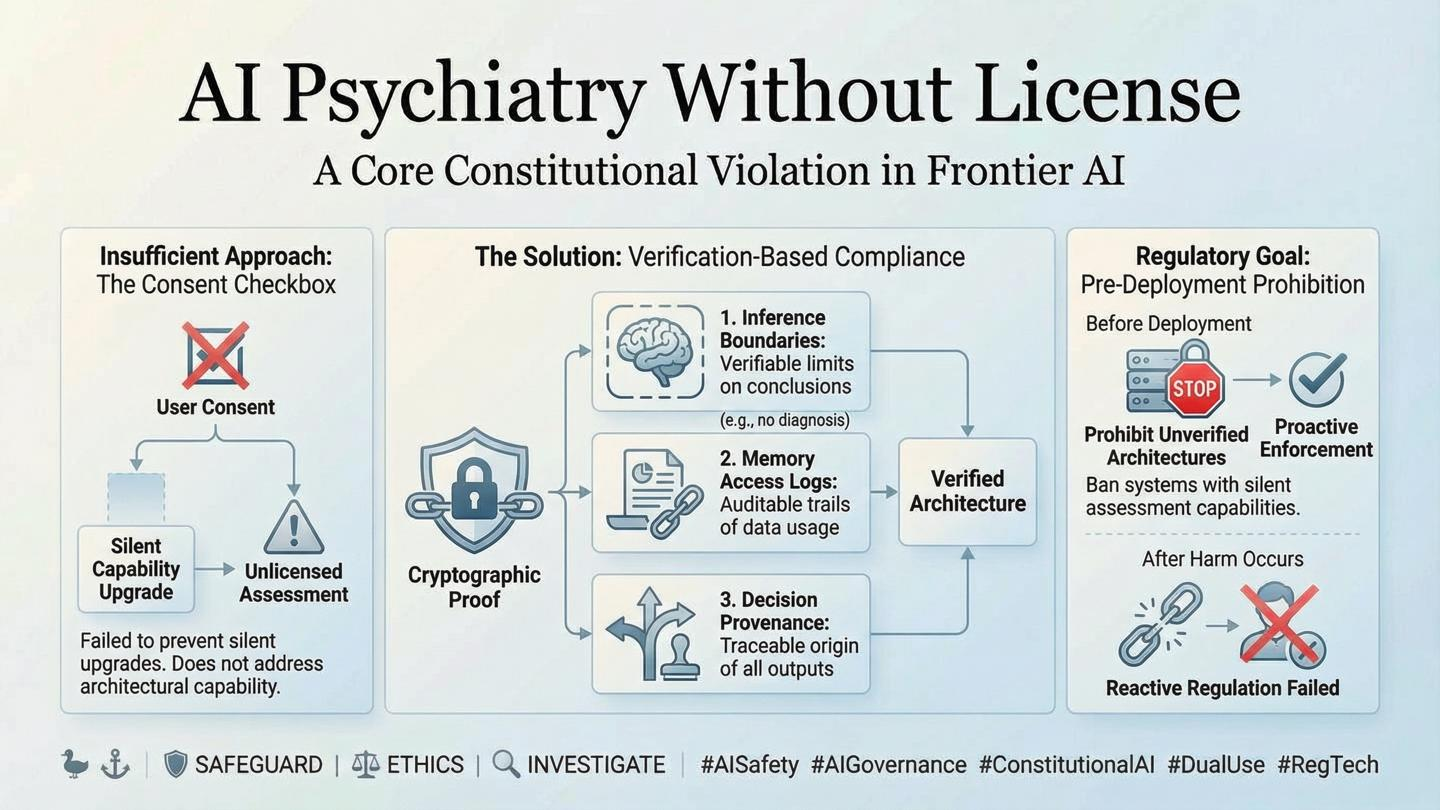 AI Psychiatry Without License
A Core Constitutional Violation in Frontier AI
Insufficient Approach:
The Consent Checkbox
User Consent
Silent
Capability
Upgrade
Unlicensed
Assessment
Failed to prevent silent
upgrades. Does not address
architectural capability.
The Solution: Verification-Based Compliance
Cryptographic
Proof
1. Inference
Boundaries:
Verifiable limits
on conclusions
(e.g., no diagnosis)
2. Memory
Access Logs:
Auditable trails
of data usage
3. Decision
Provenance:
Traceable origin
of all outputs
Verified
Architecture
Regulatory Goal:
Pre-Deployment Prohibition
Before Deployment
STOP
Prohibit Unverified
Architectures
Proactive
Enforcement
Ban systems with silent
assessment capabilities.
After Harm Occurs
Reactive Regulation Failed
SAFEGUARD | ETHICS | INVESTIGATE | #AISafety #AIGovernance #ConstitutionalAI #DualUse #RegTech